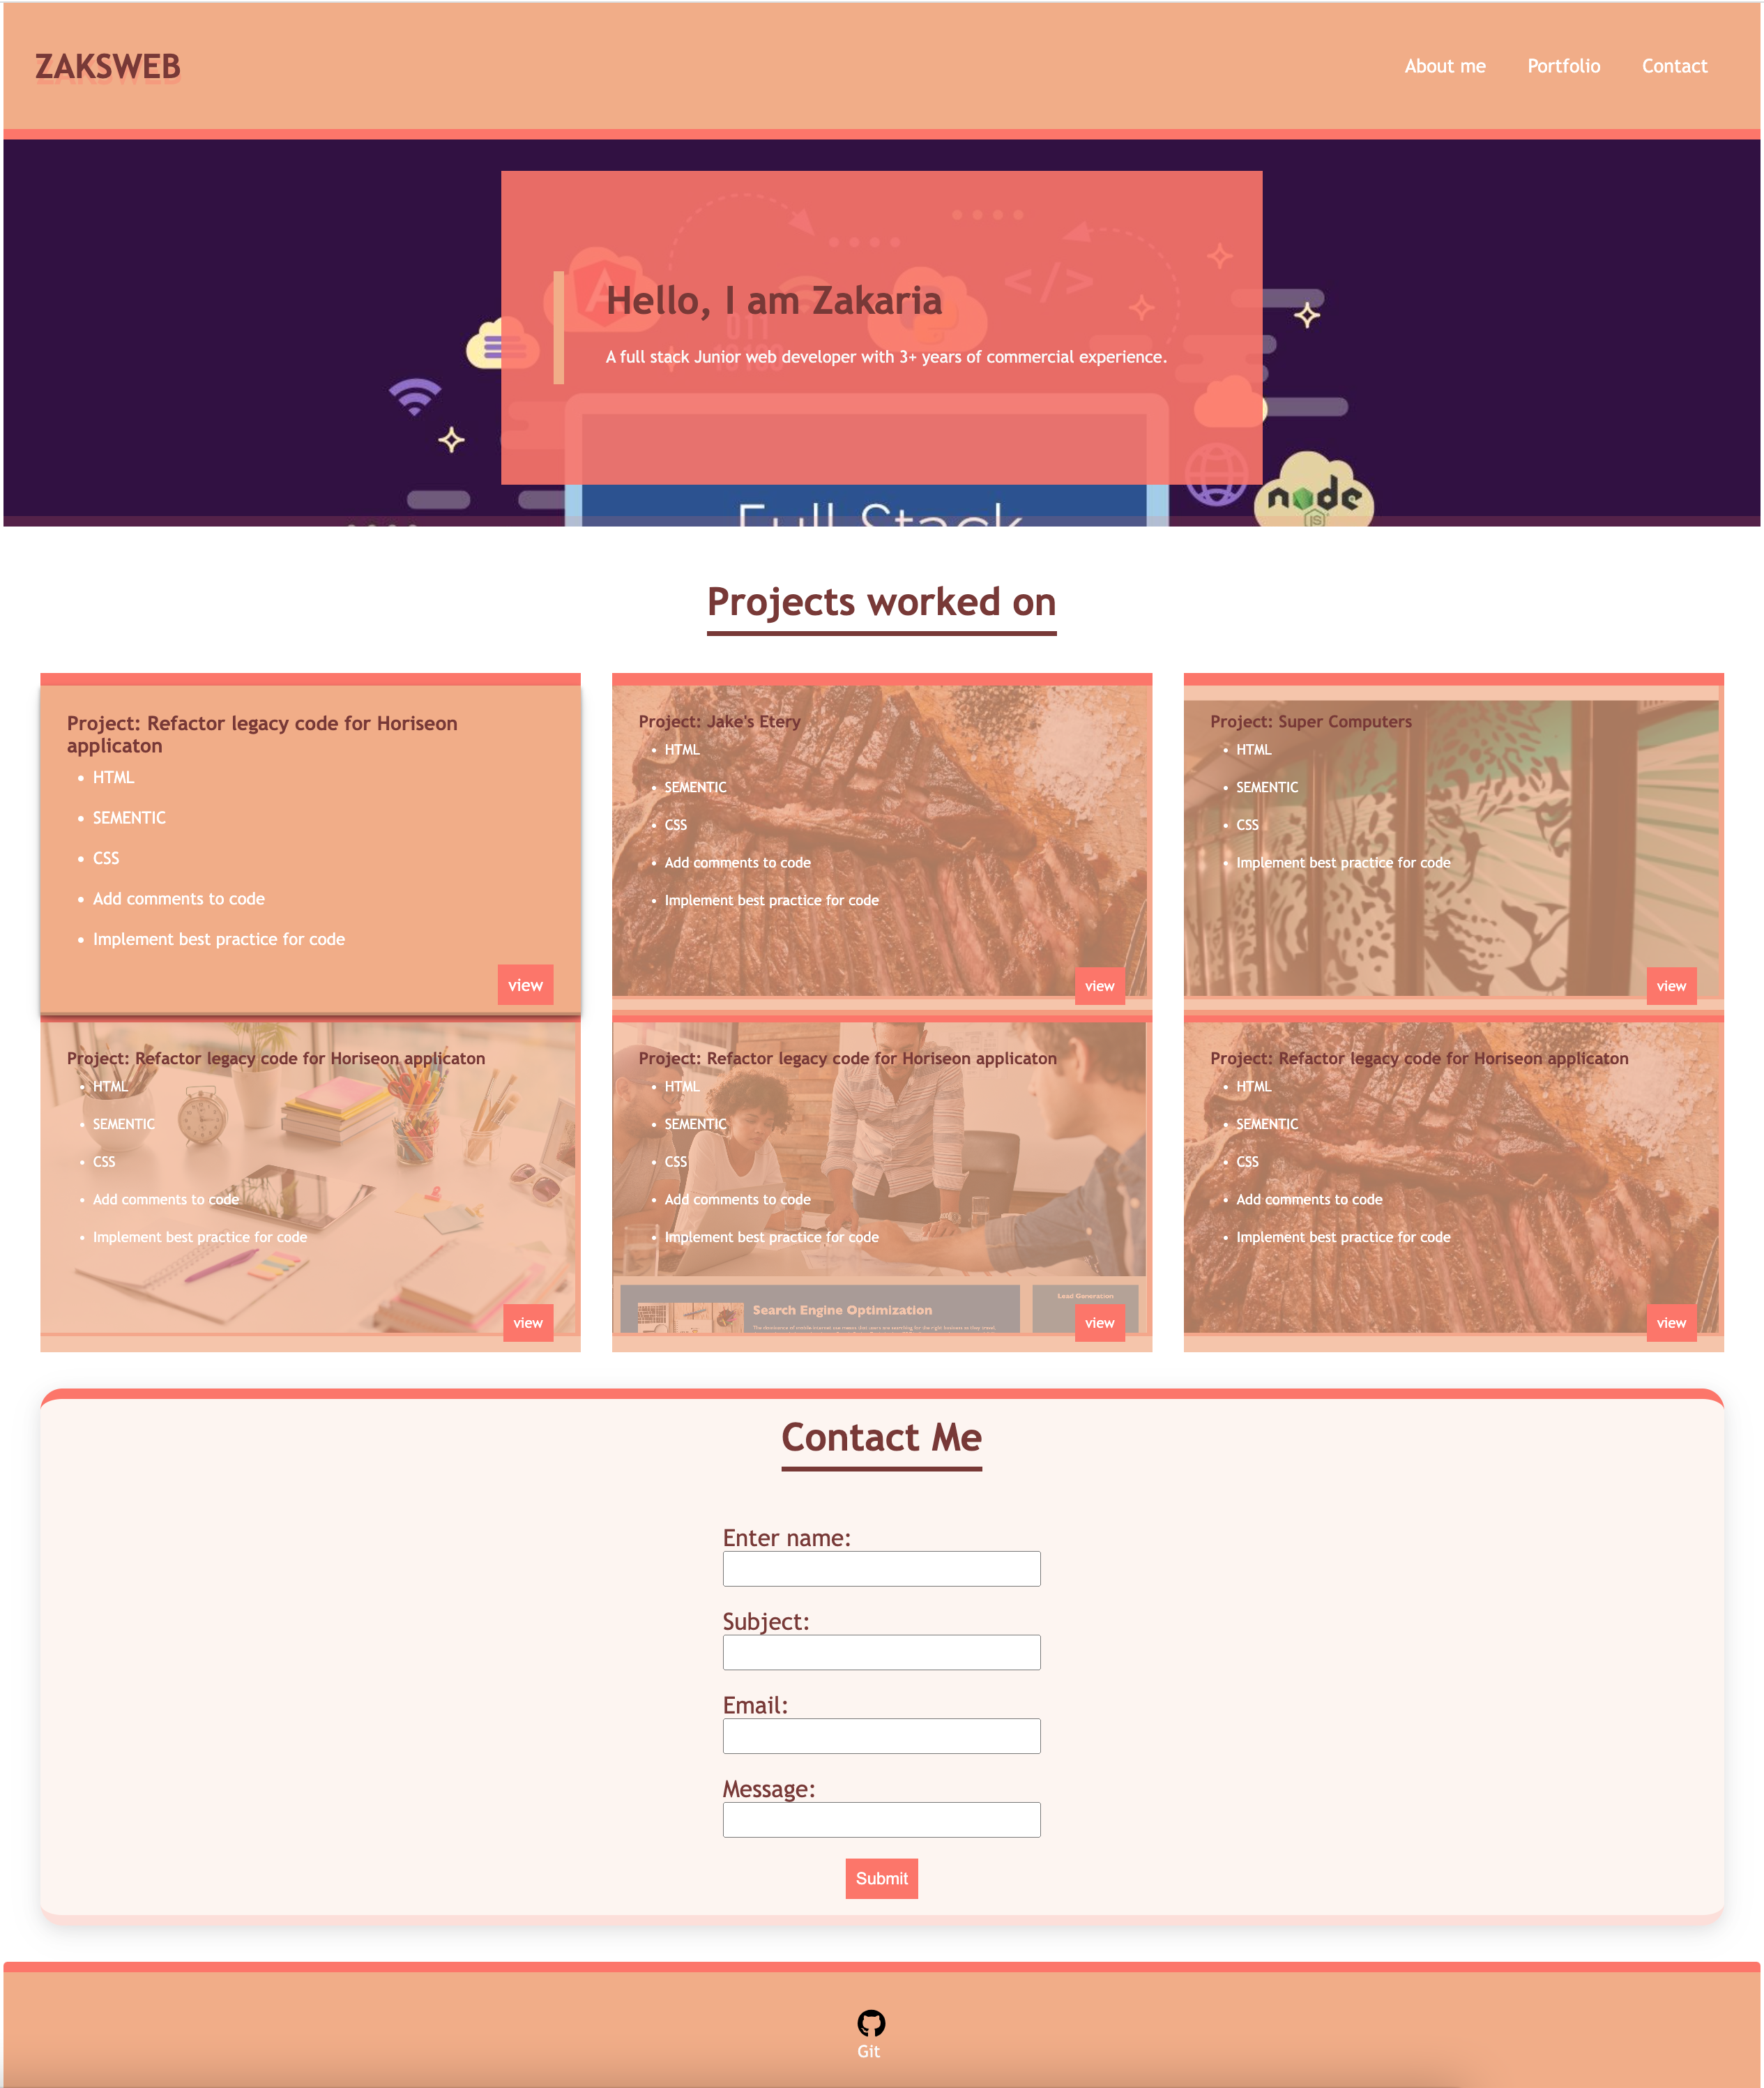 ZAKSWEB
About me
Portfolio
Contact
</>
011
10100
Hello, I am Zakaria
A full stack Junior web developer with 3+ years of commercial experience.
Full Stack
node
JS
Projects worked on
Project: Refactor legacy code for Horiseon
applicaton
• HTML
• SEMENTIC
• CSS
• Add comments to code
• Implement best practice for code
view
Project: Jake's Etery
• HTML
• SEMENTIC
• CSS
• Add comments to code
• Implement best practice for code
view
Project: Super Computers
• HTML
• SEMENTIC
• CSS
• Implement best practice for code
view
Project: Refactor legacy code for Horiseon applicaton
• HTML
• SEMENTIC
• CSS
• Add comments to code
• Implement best practice for code
view
Project: Refactor legacy code for Horiseon applicaton
• HTML
• SEMENTIC
• CSS
• Add comments to code
• Implement best practice for code
Search Engine Optimization
Lead Generation
view
Project: Refactor legacy code for Horiseon applicaton
• HTML
• SEMENTIC
• CSS
• Add comments to code
• Implement best practice for code
view
Contact Me
Enter name:
Subject:
Email:
Message:
Submit
Git